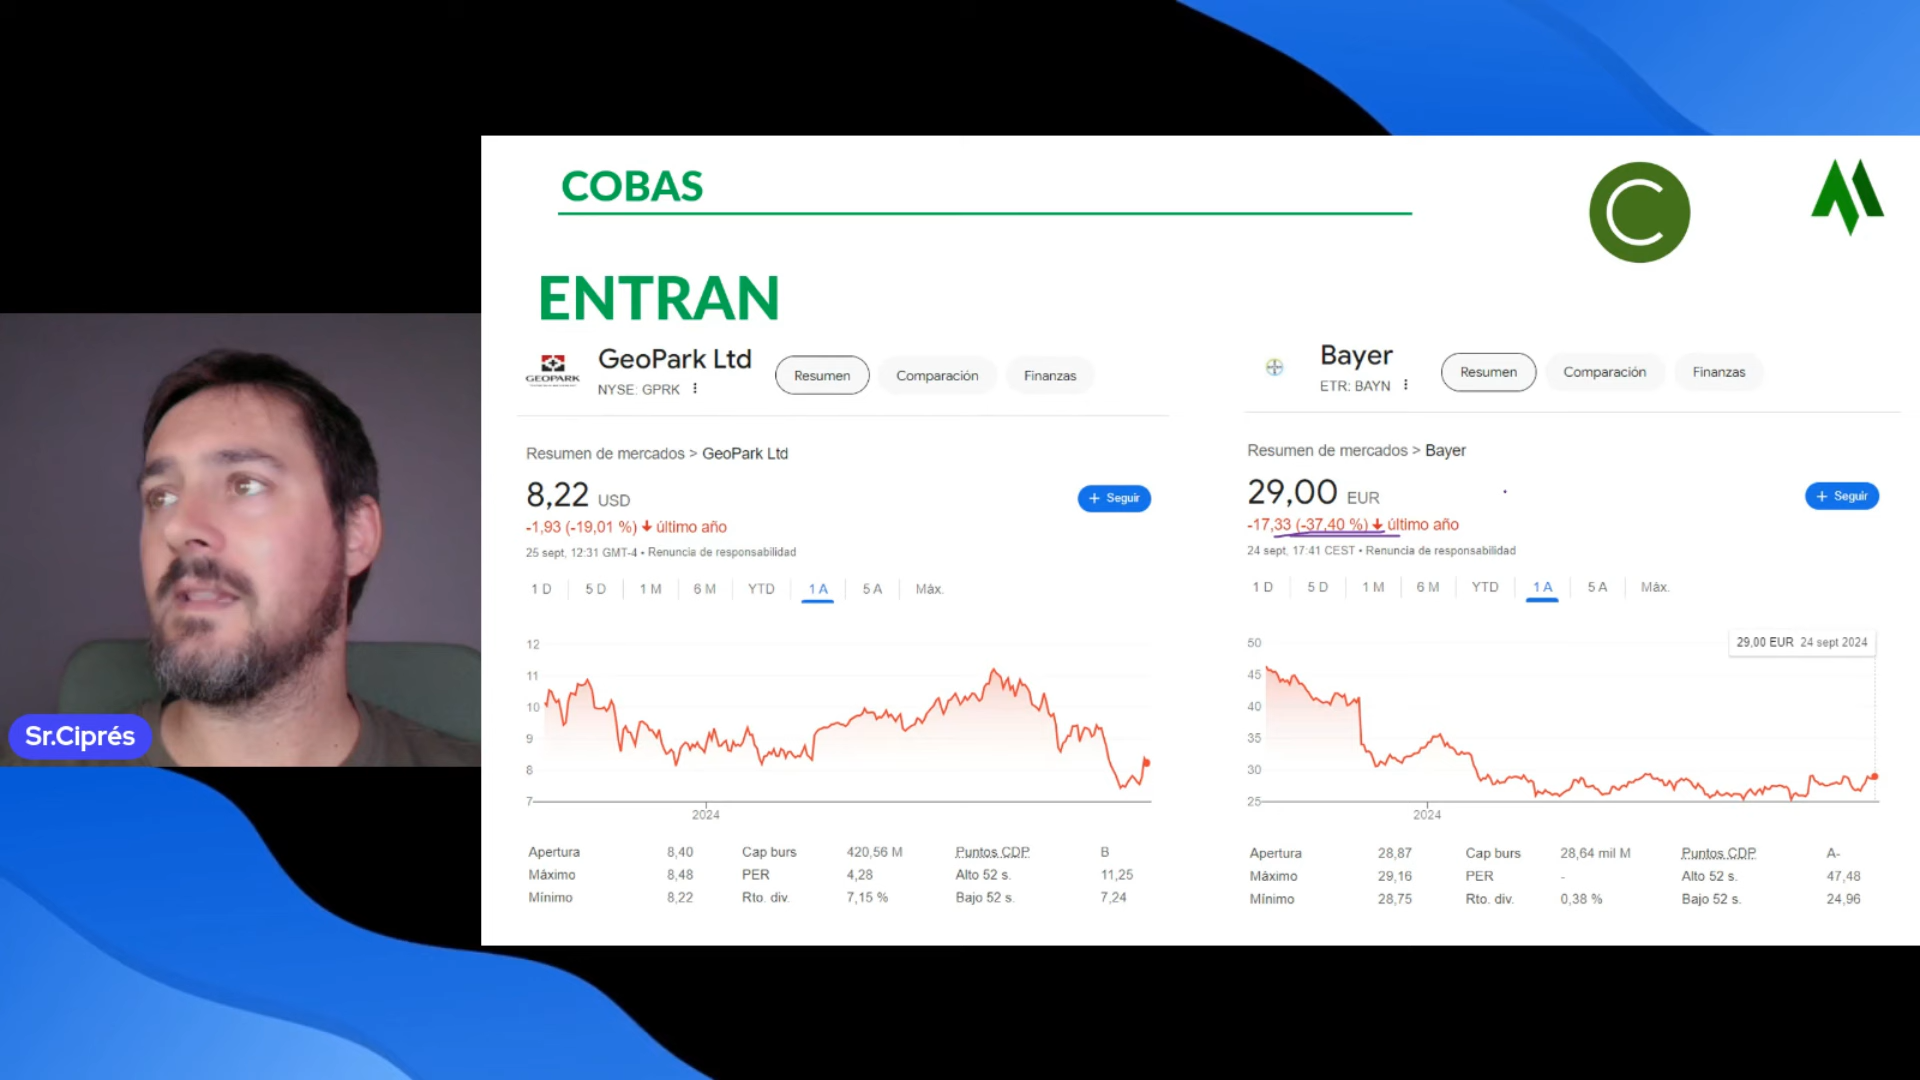 COBAS
ENTRAN
GEOPARK
GeoPark Ltd
NYSE: GPRK
Resumen
Comparación
Finanzas
Resumen de mercados > GeoPark Ltd
8,22 USD
+ Seguir
-1,93 (-19,01 %) ↓ último año
25 sept, 12:31 GMT-4 • Renuncia de responsabilidad
1 D 5 D 1 M 6 M YTD 1 A 5 A Máx.
12
11
10
9
8
7
2024
Apertura 8,40 Cap burs 420,56 M Puntos CDP B
Máximo 8,48 PER 4,28 Alto 52 s. 11,25
Mínimo 8,22 Rto. div. 7,15 % Bajo 52 s. 7,24
Bayer
ETR: BAYN
Resumen
Comparación
Finanzas
Resumen de mercados > Bayer
29,00 EUR
+ Seguir
-17,33 (-37,40 %) ↓ último año
24 sept, 17:41 CEST • Renuncia de responsabilidad
1 D 5 D 1 M 6 M YTD 1 A 5 A Máx.
29,00 EUR 24 sept 2024
50
45
40
35
30
25
2024
Apertura 28,87 Cap burs 28,64 mil M Puntos CDP A-
Máximo 29,16 PER - Alto 52 s. 47,48
Mínimo 28,75 Rto. div. 0,38 % Bajo 52 s. 24,96
Sr.Ciprés